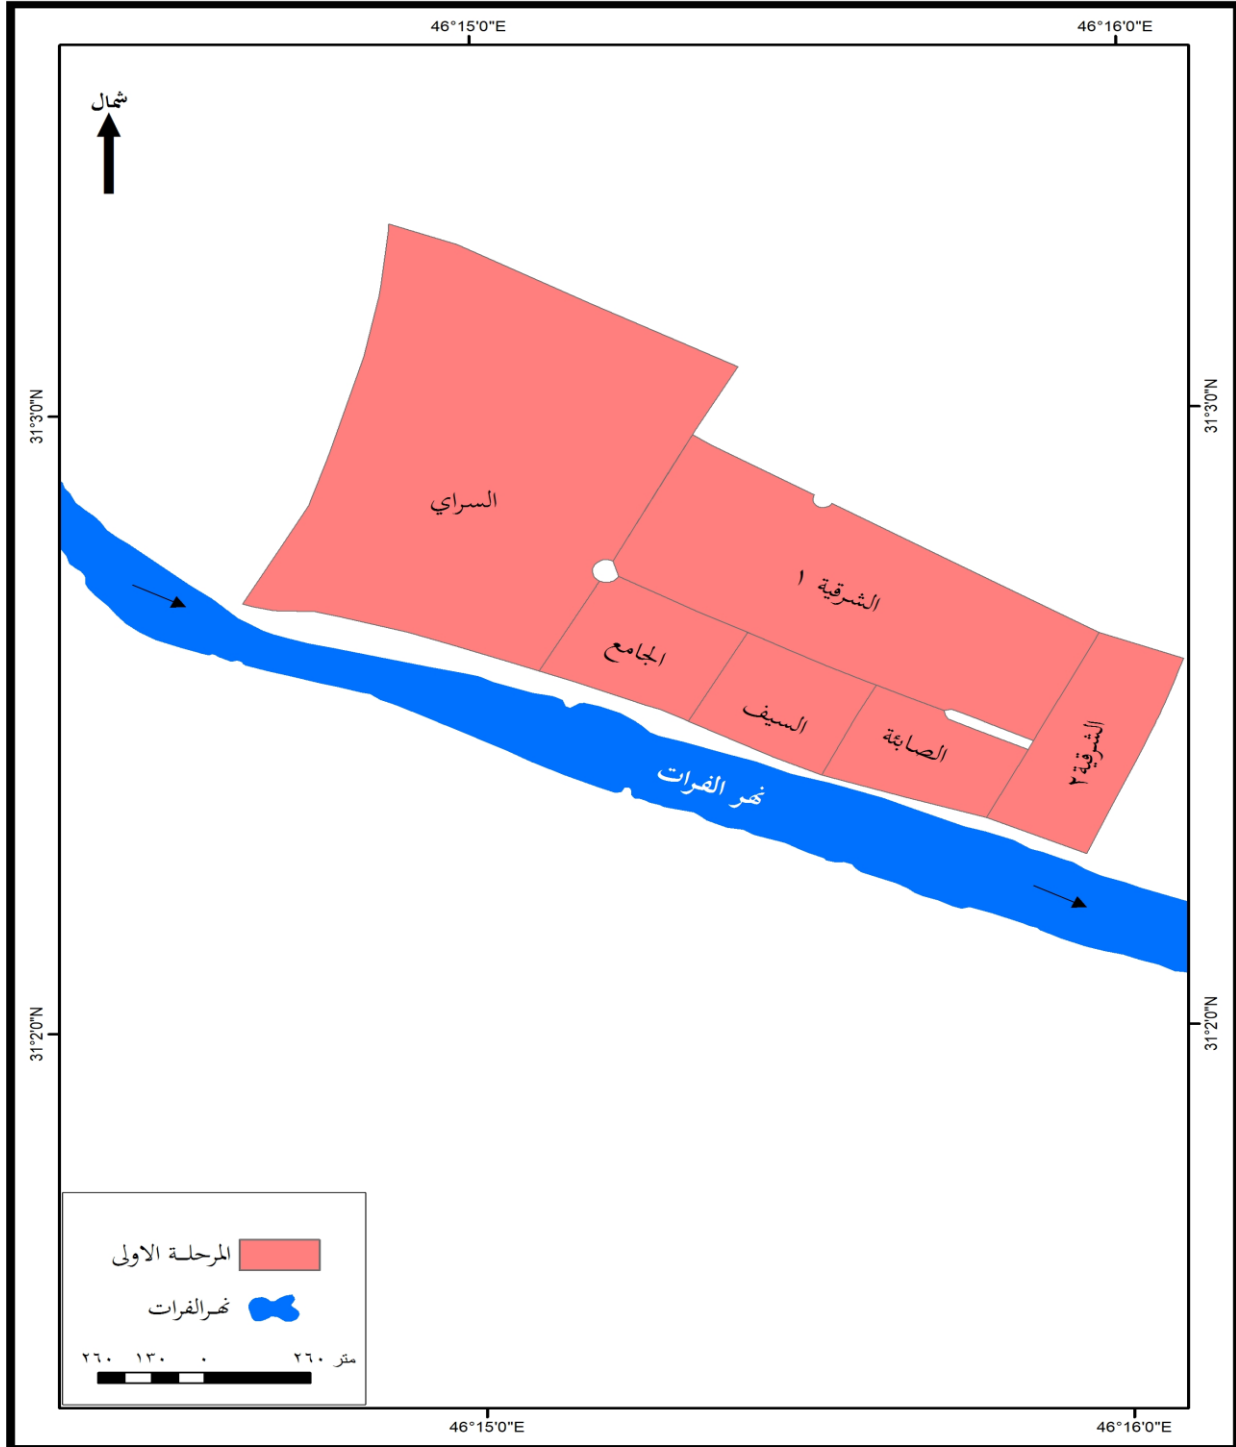 46°15'0"E
46°16'0"E
شمال
31°3'0"N
31°3'0"N
السراي
الشرقية ١
الجامع
السيف
الصابئة
الشرقية ٢
نهر الفرات
31°2'0"N
31°2'0"N
المرحلـة الاولى
نهـرالفرات
٢٦٠ ١٣٠ ٠ ٢٦٠ متر
46°15'0"E
46°16'0"E